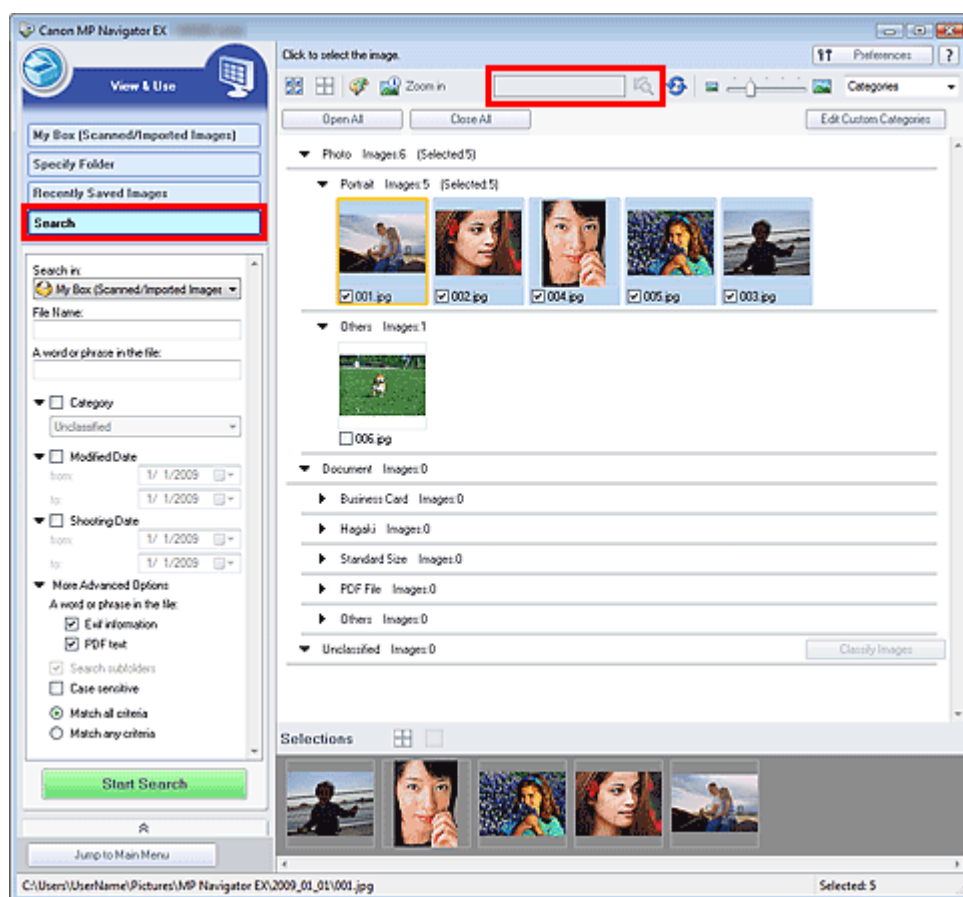 Canon MP Navigator EX
View & Use
My Box (Scanned/Imported Images)
Specify Folder
Recently Saved Images
Search
Search in:
My Box (Scanned/Imported Images
File Name:
A word or phrase in the file:
Category
Unclassified
Modified Date
from: 1/ 1/2009
to: 1/ 1/2009
Shooting Date
from: 1/ 1/2009
to: 1/ 1/2009
More Advanced Options
A word or phrase in the file:
Exif information
PDF text
Search subfolders
Case sensitive
Match all criteria
Match any criteria
Start Search
Jump to Main Menu
Click to select the image.
Preferences ?
Zoom in
Categories
Open All Close All Edit Custom Categories
Photo Images:6 (Selected:5)
Portrait Images:5 (Selected:5)
001.jpg 002.jpg 004.jpg 005.jpg 003.jpg
Others Images:1
006.jpg
Document Images:0
Business Card Images:0
Hagaki Images:0
Standard Size Images:0
PDF File Images:0
Others Images:0
Unclassified Images:0 Classify Images
Selections
C:\Users\UserName\Pictures\MP Navigator EX\2009_01_01\001.jpg
Selected: 5